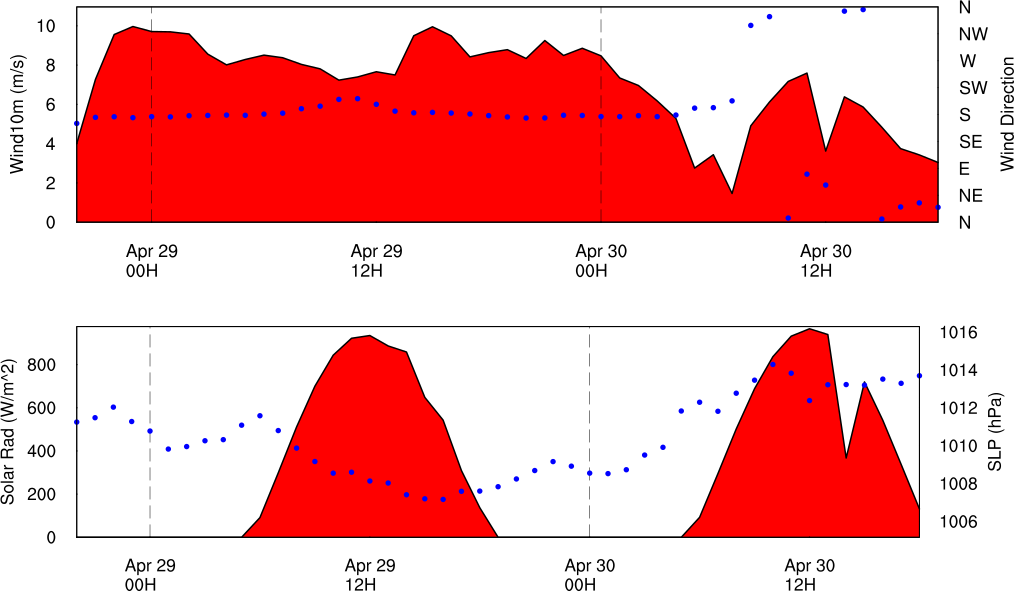 Wind10m (m/s)
10
8
6
4
2
0
N
NW
W
SW
S
SE
E
NE
N
Wind Direction
Apr 29
00H
Apr 29
12H
Apr 30
00H
Apr 30
12H
Solar Rad (W/m^2)
800
600
400
200
0
1016
1014
1012
1010
1008
1006
SLP (hPa)
Apr 29
00H
Apr 29
12H
Apr 30
00H
Apr 30
12H